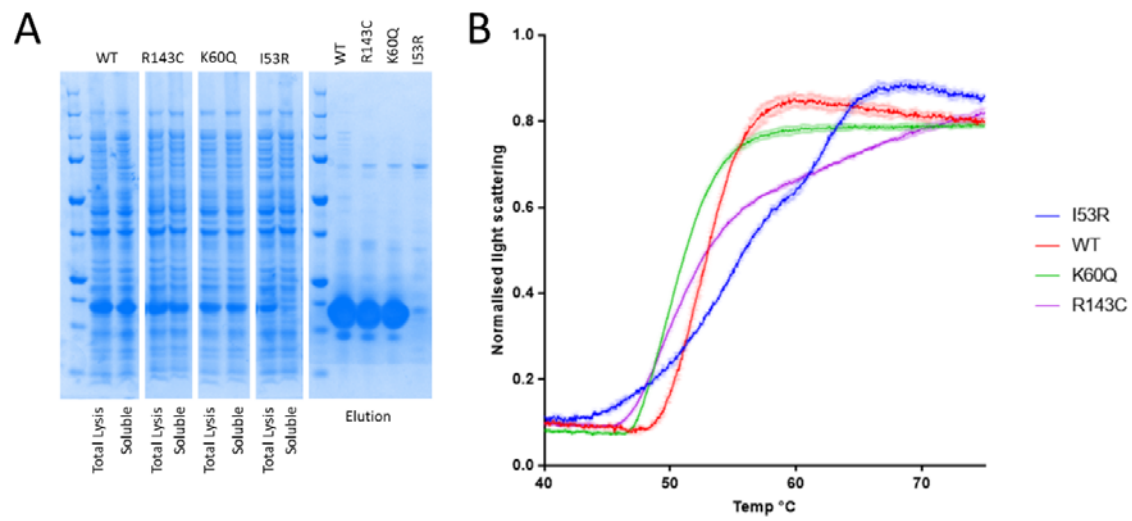 A
WT R143C K60Q I53R
WT R143C K60Q I53R
Total Lysis Soluble Total Lysis Soluble Total Lysis Soluble Total Lysis Soluble
Elution
B
1.0
0.8
0.6
0.4
0.2
0.0
Normalised light scattering
40 50 60 70
Temp °C
I53R
WT
K60Q
R143C